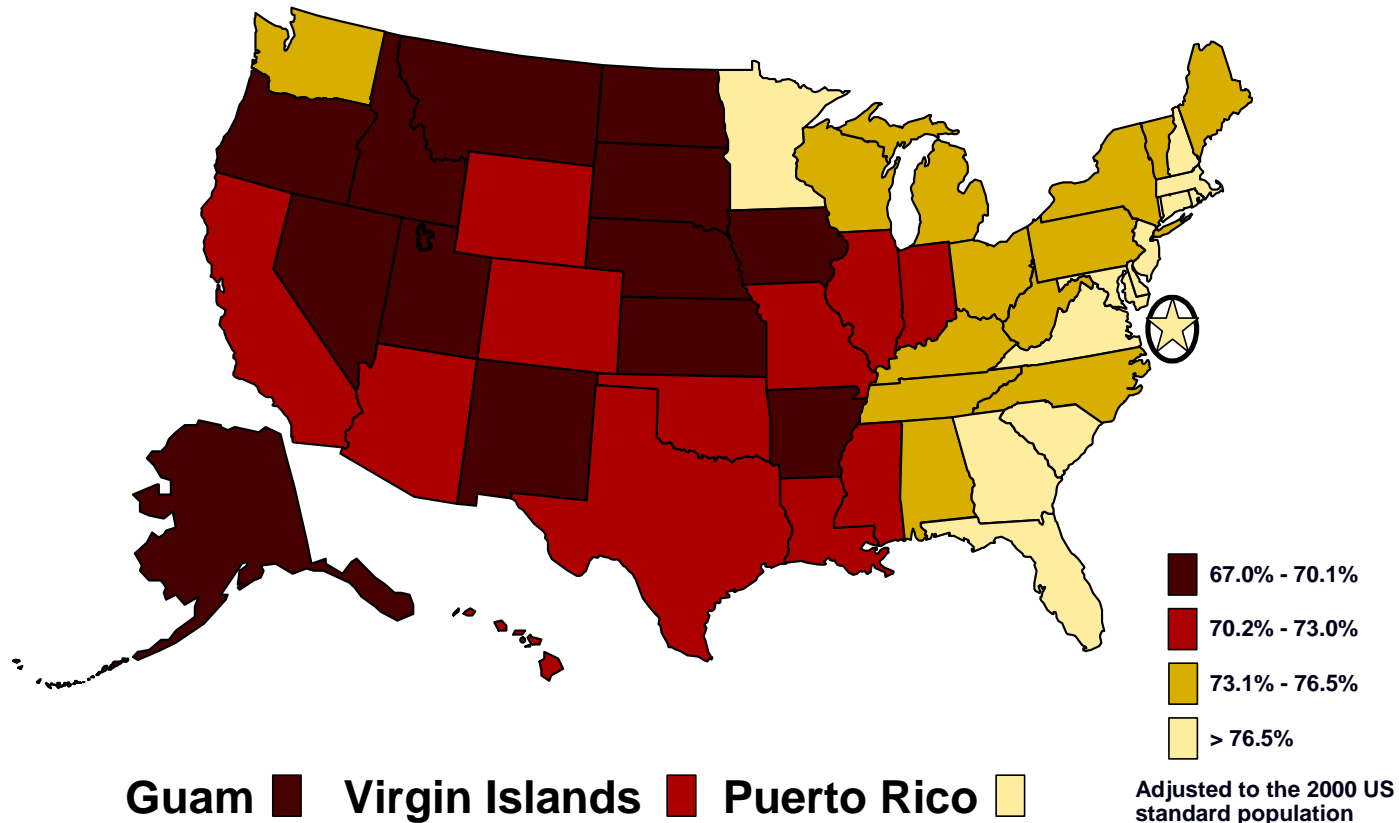 67.0% - 70.1%
70.2% - 73.0%
73.1% - 76.5%
> 76.5%
Guam Virgin Islands Puerto Rico
Adjusted to the 2000 US
standard population